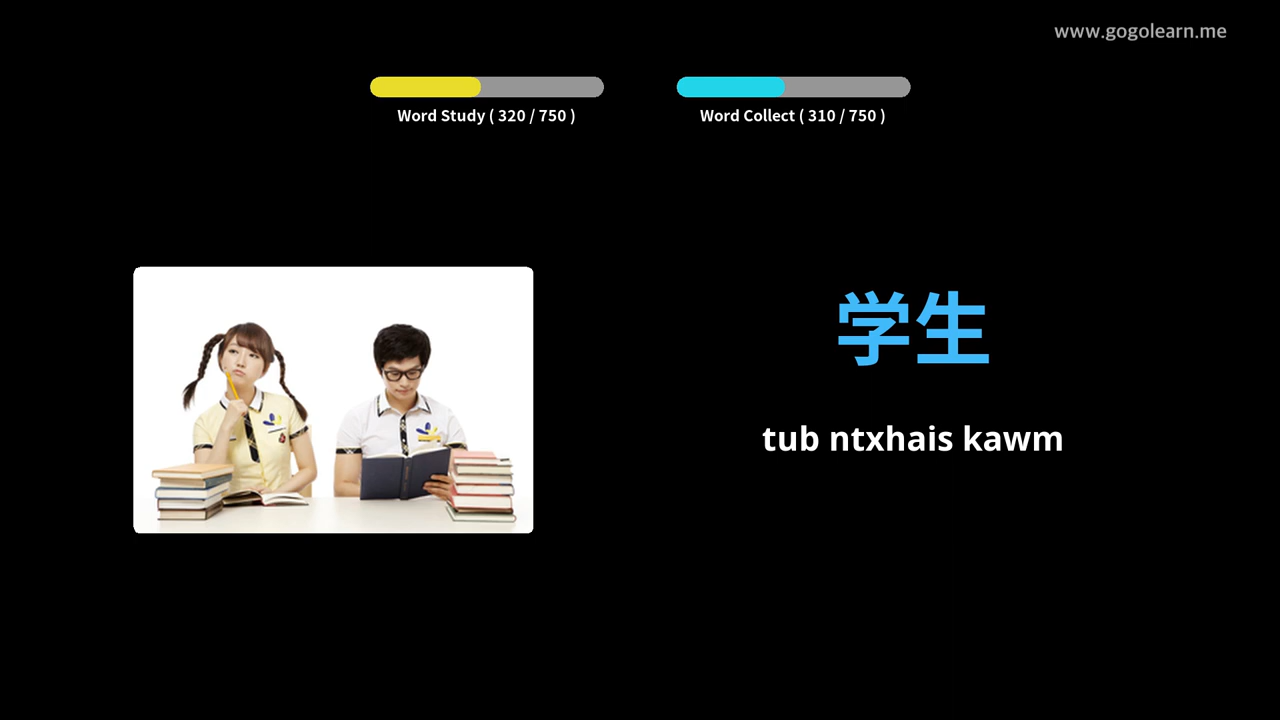 www.gogolearn.me
Word Study ( 320 / 750 )
Word Collect ( 310 / 750 )
学生
tub ntxhais kawm